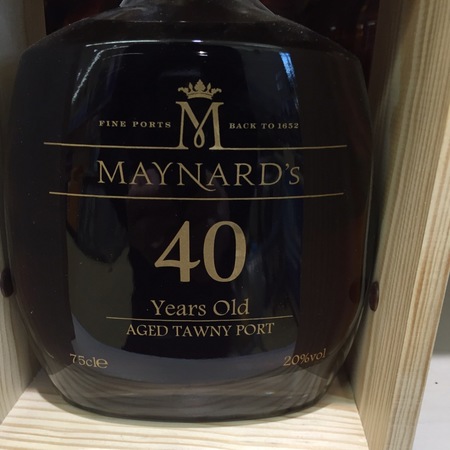 FINE PORTS M BACK TO 1652
MAYNARD'S
40
Years Old
AGED TAWNY PORT
75cle 20%vol